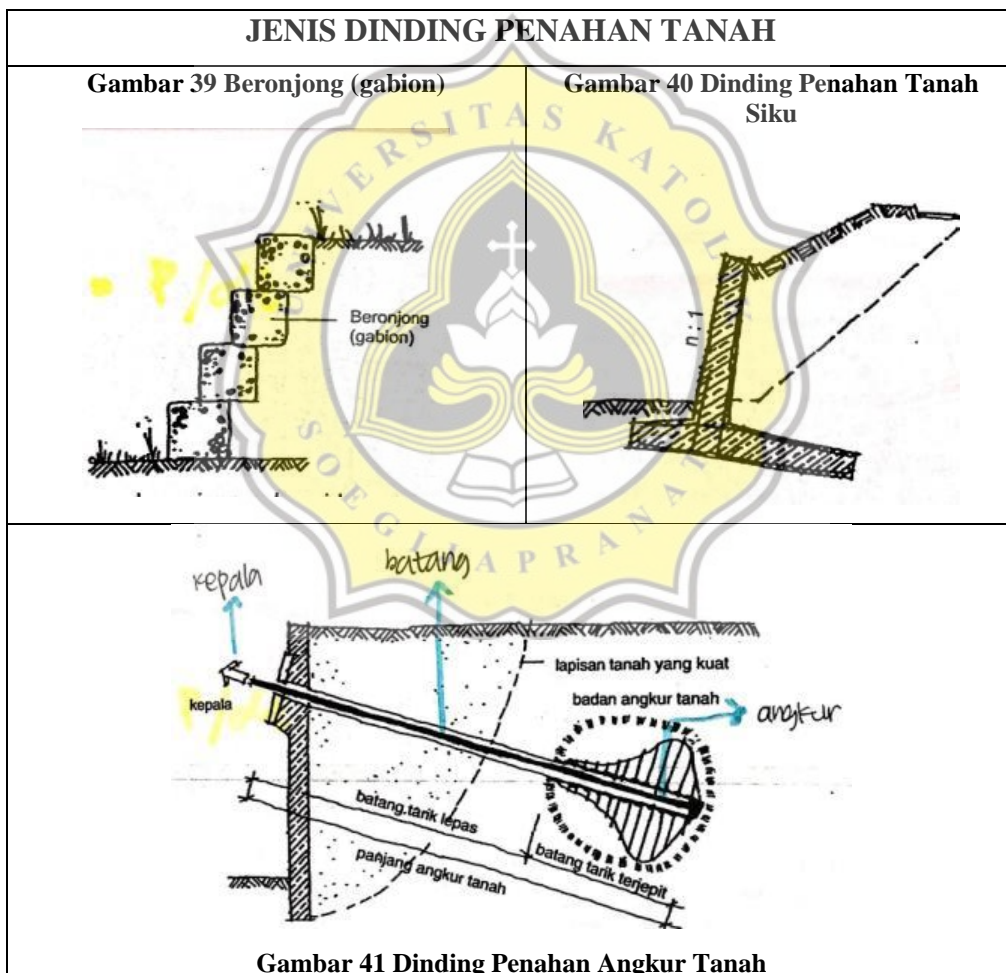 JENIS DINDING PENAHAN TANAH
Gambar 39 Beronjong (gabion)
Gambar 40 Dinding Penahan Tanah
Siku
UNIVERSITAS KATOLIK
SOEGIJAPRANATA
Beronjong
(gabion)
n : 1
kepala
batang
lapisan tanah yang kuat
badan angkur tanah
angkur
kepala
batang tarik lepas
panjang angkur tanah
batang tarik terjepit
Gambar 41 Dinding Penahan Angkur Tanah